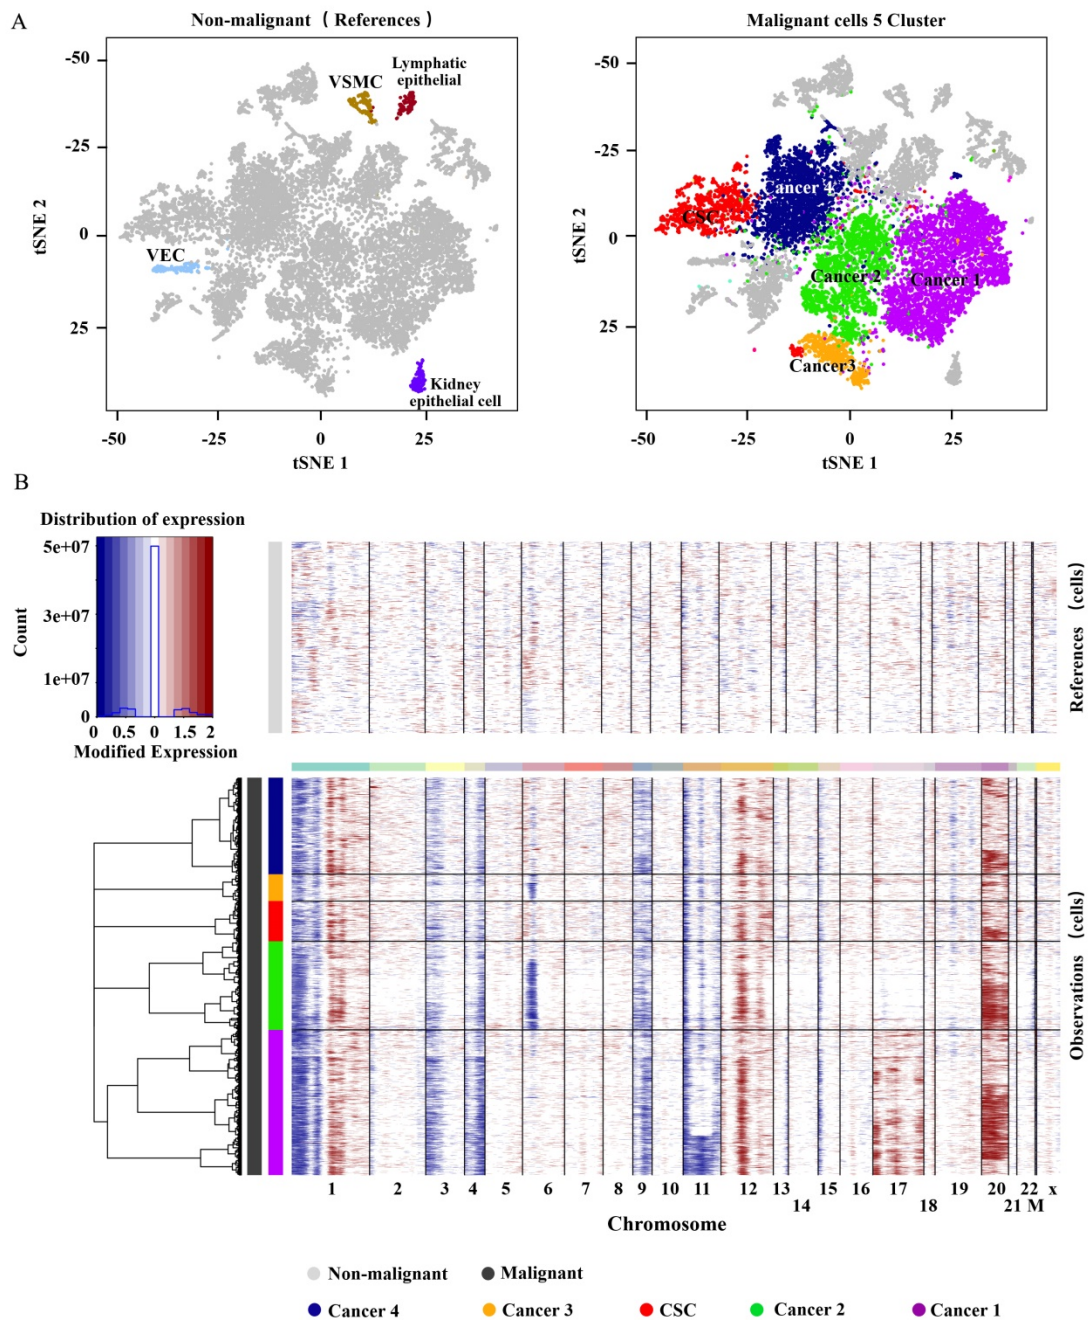 A
Non-malignant ( References )
Malignant cells 5 Cluster
-50
-25
0
25
tSNE 2
VSMC
Lymphatic
epithelial
VEC
Kidney
epithelial cell
-50
-25
0
25
tSNE 1
-50
-25
0
25
tSNE 2
Cancer 4
CSC
Cancer 2
Cancer 1
Cancer3
-50
-25
0
25
tSNE 1
B
Distribution of expression
5e+07
3e+07
1e+07
0
Count
0 0.5 0 1.5 2
Modified Expression
References (cells)
Observations (cells)
1 2 3 4 5 6 7 8 9 10 11 12 13 14 15 16 17 18 19 20 21 22 M x
Chromosome
Non-malignant
Malignant
Cancer 4
Cancer 3
CSC
Cancer 2
Cancer 1